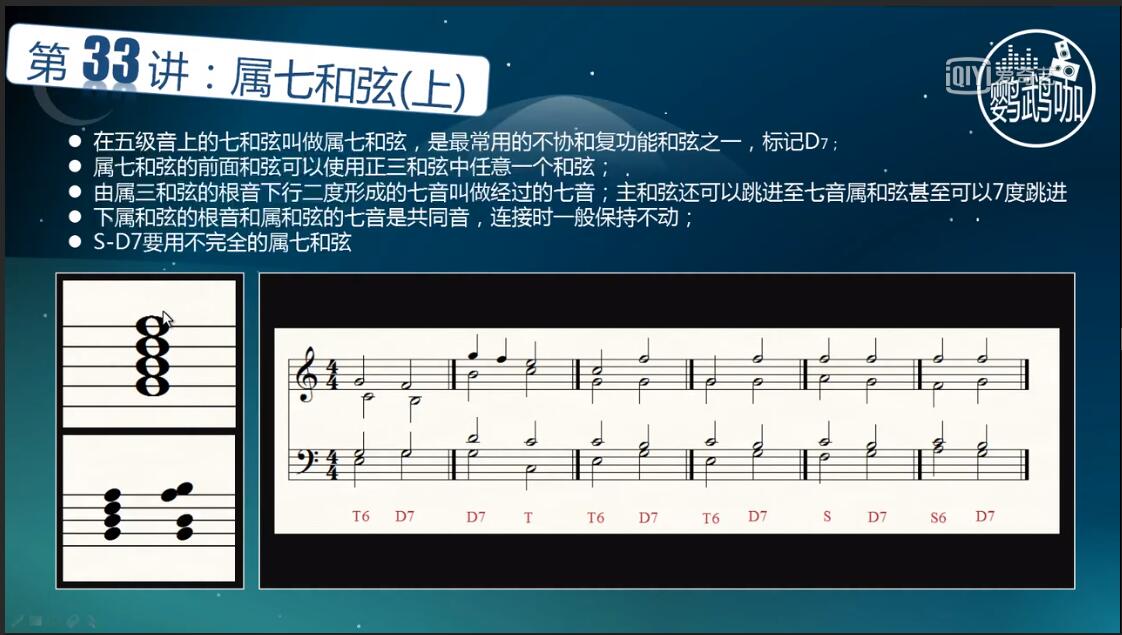 第33讲：属七和弦(上)
iQIYI 爱奇艺
鹦鹉咖
● 在五级音上的七和弦叫做属七和弦，是最常用的不协和复功能和弦之一，标记D7；
● 属七和弦的前面和弦可以使用正三和弦中任意一个和弦；
● 由属三和弦的根音下行二度形成的七音叫做经过的七音；主和弦还可以跳进至七音属和弦甚至可以7度跳进
● 下属和弦的根音和属和弦的七音是共同音，连接时一般保持不动；
● S-D7要用不完全的属七和弦
4 4
4 4
T6 D7 D7 T T6 D7 T6 D7 S D7 S6 D7